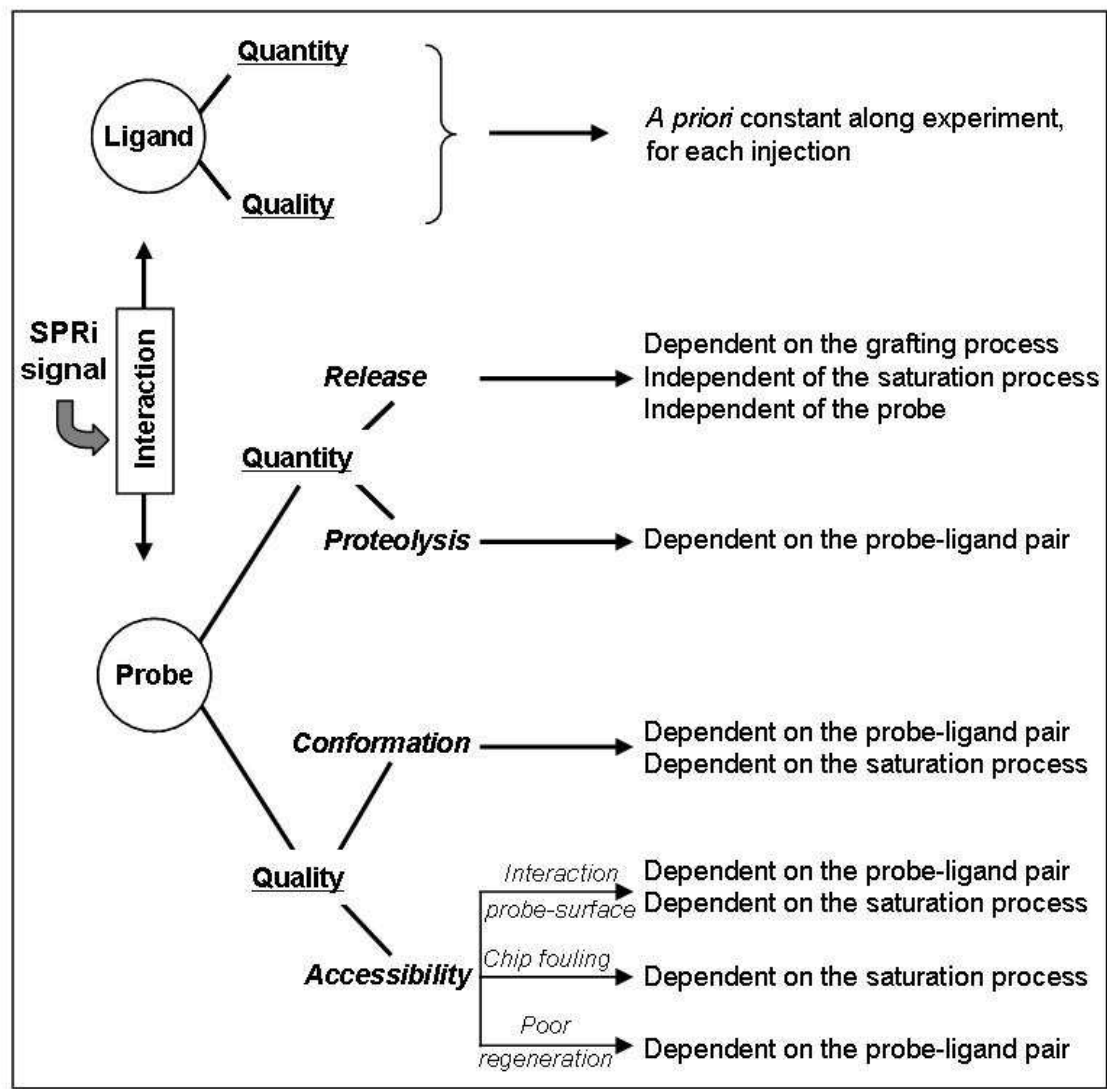 Quantity
Ligand
Quality
A priori constant along experiment,
for each injection
SPRi
signal
Interaction
Release
Dependent on the grafting process
Independent of the saturation process
Independent of the probe
Quantity
Proteolysis
Dependent on the probe-ligand pair
Probe
Conformation
Dependent on the probe-ligand pair
Dependent on the saturation process
Quality
Accessibility
Interaction
probe-surface
Dependent on the probe-ligand pair
Dependent on the saturation process
Chip fouling
Dependent on the saturation process
Poor
regeneration
Dependent on the probe-ligand pair